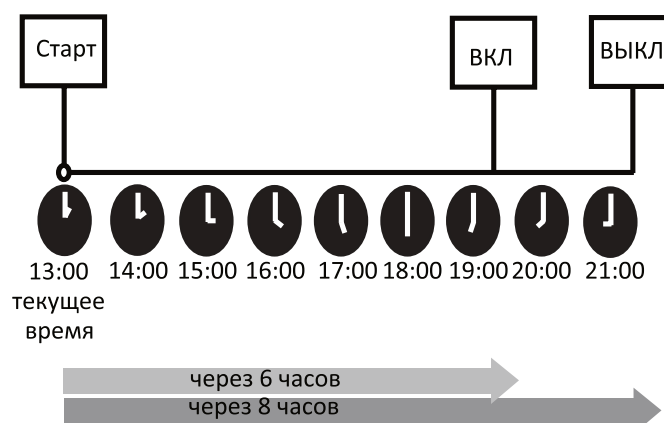 Старт
ВКЛ
ВЫКЛ
13:00 14:00 15:00 16:00 17:00 18:00 19:00 20:00 21:00
текущее
время
через 6 часов
через 8 часов